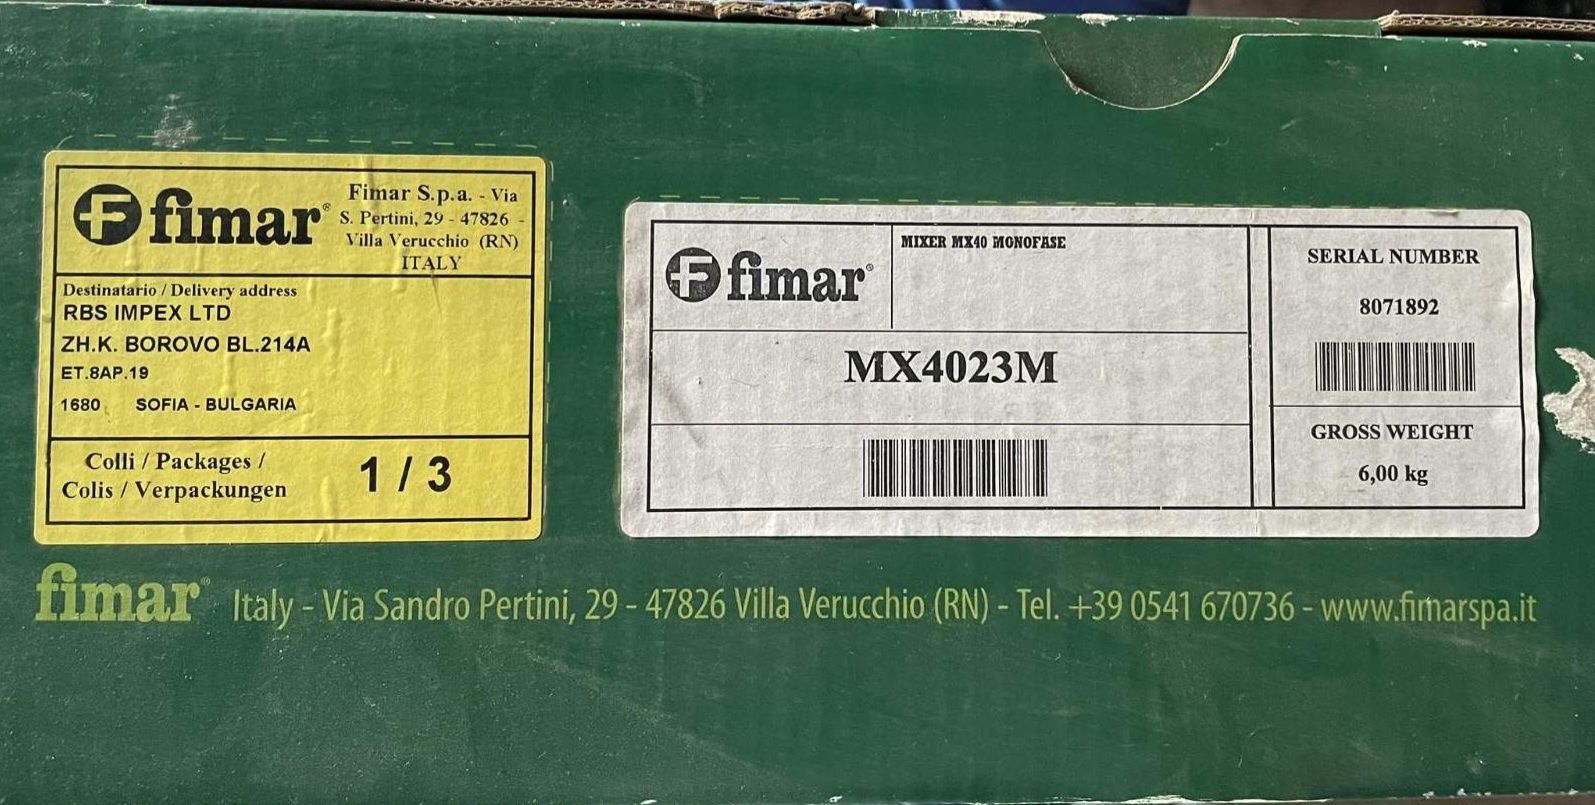 fimar®
Fimar S.p.a. - Via
S. Pertini, 29 - 47826 -
Villa Verucchio (RN)
ITALY
Destinatario / Delivery address
RBS IMPEX LTD
ZH.K. BOROVO BL.214A
ET.8AP.19
1680 SOFIA - BULGARIA
Colli / Packages /
Colis / Verpackungen
1 / 3
fimar®
MIXER MX40 MONOFASE
MX4023M
SERIAL NUMBER
8071892
GROSS WEIGHT
6,00 kg
fimar® Italy - Via Sandro Pertini, 29 - 47826 Villa Verucchio (RN) - Tel. +39 0541 670736 - www.fimarspa.it